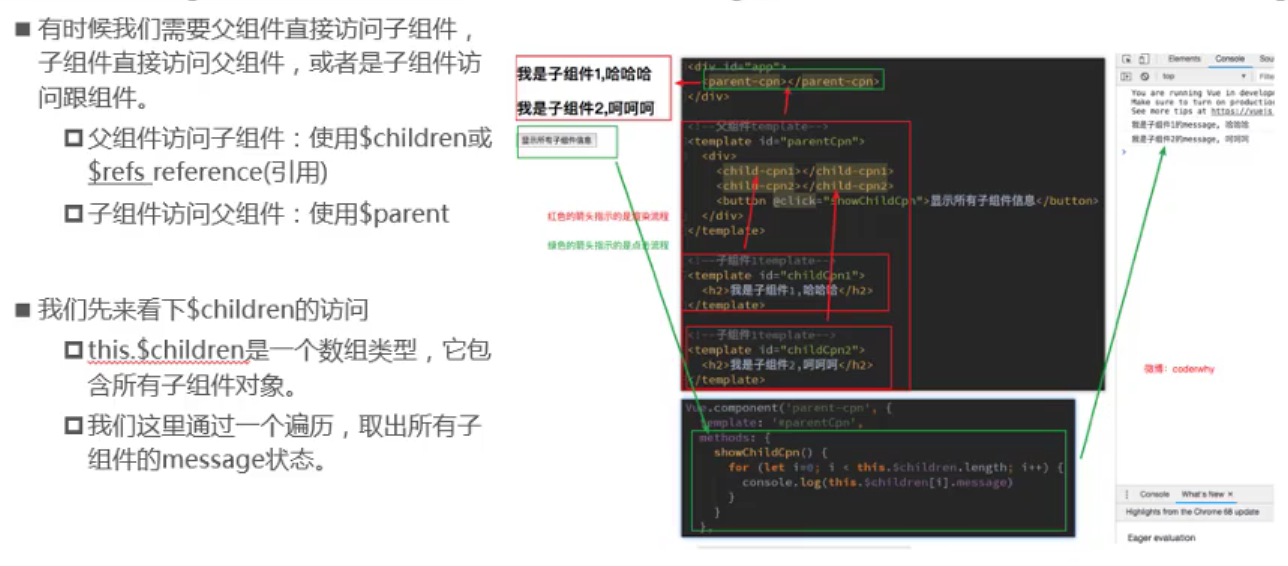 ■ 有时候我们需要父组件直接访问子组件，
子组件直接访问父组件，或者是子组件访
问跟组件。
父组件访问子组件：使用$children或
$refs reference(引用)
子组件访问父组件：使用$parent
■ 我们先来看下$children的访问
this.$children是一个数组类型，它包
含所有子组件对象。
我们这里通过一个遍历，取出所有子
组件的message状态。
我是子组件1,哈哈哈
我是子组件2,呵呵呵
显示所有子组件信息
红色的箭头指示的是渲染流程
绿色的箭头指示的是点击流程
<div id="app">
<parent-cpn></parent-cpn>
</div>
<!--父组件template-->
<template id="parentCpn">
<div>
<child-cpn1></child-cpn1>
<child-cpn2></child-cpn2>
<button @click="showChildCpn">显示所有子组件信息</button>
</div>
</template>
<!--子组件1template-->
<template id="childCpn1">
<h2>我是子组件1,哈哈哈</h2>
</template>
<!--子组件1template-->
<template id="childCpn2">
<h2>我是子组件2,呵呵呵</h2>
</template>
Vue.component('parent-cpn', {
template: '#parentCpn',
methods: {
showChildCpn() {
for (let i=0; i < this.$children.length; i++) {
console.log(this.$children[i].message)
}
}
},
Elements Console Sou
top Filte
You are running Vue in develop
Make sure to turn on productio
See more tips at https://vuejs
我是子组件1的message, 哈哈哈
我是子组件2的message, 呵呵呵
>
微博：coderwhy
Console What's New ×
Highlights from the Chrome 68 update
Eager evaluation